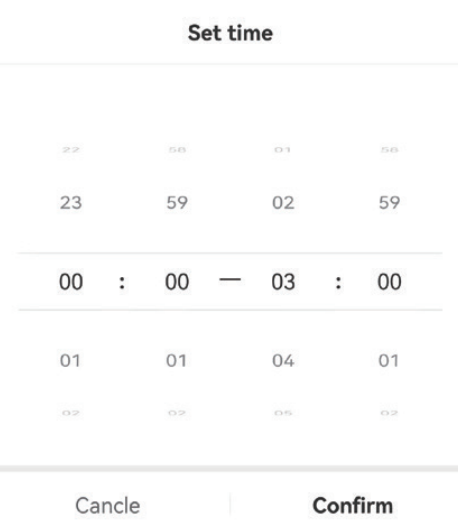 Set time
22 58 01 58
23 59 02 59
00 : 00 — 03 : 00
01 01 04 01
02 02 05 02
Cancle Confirm